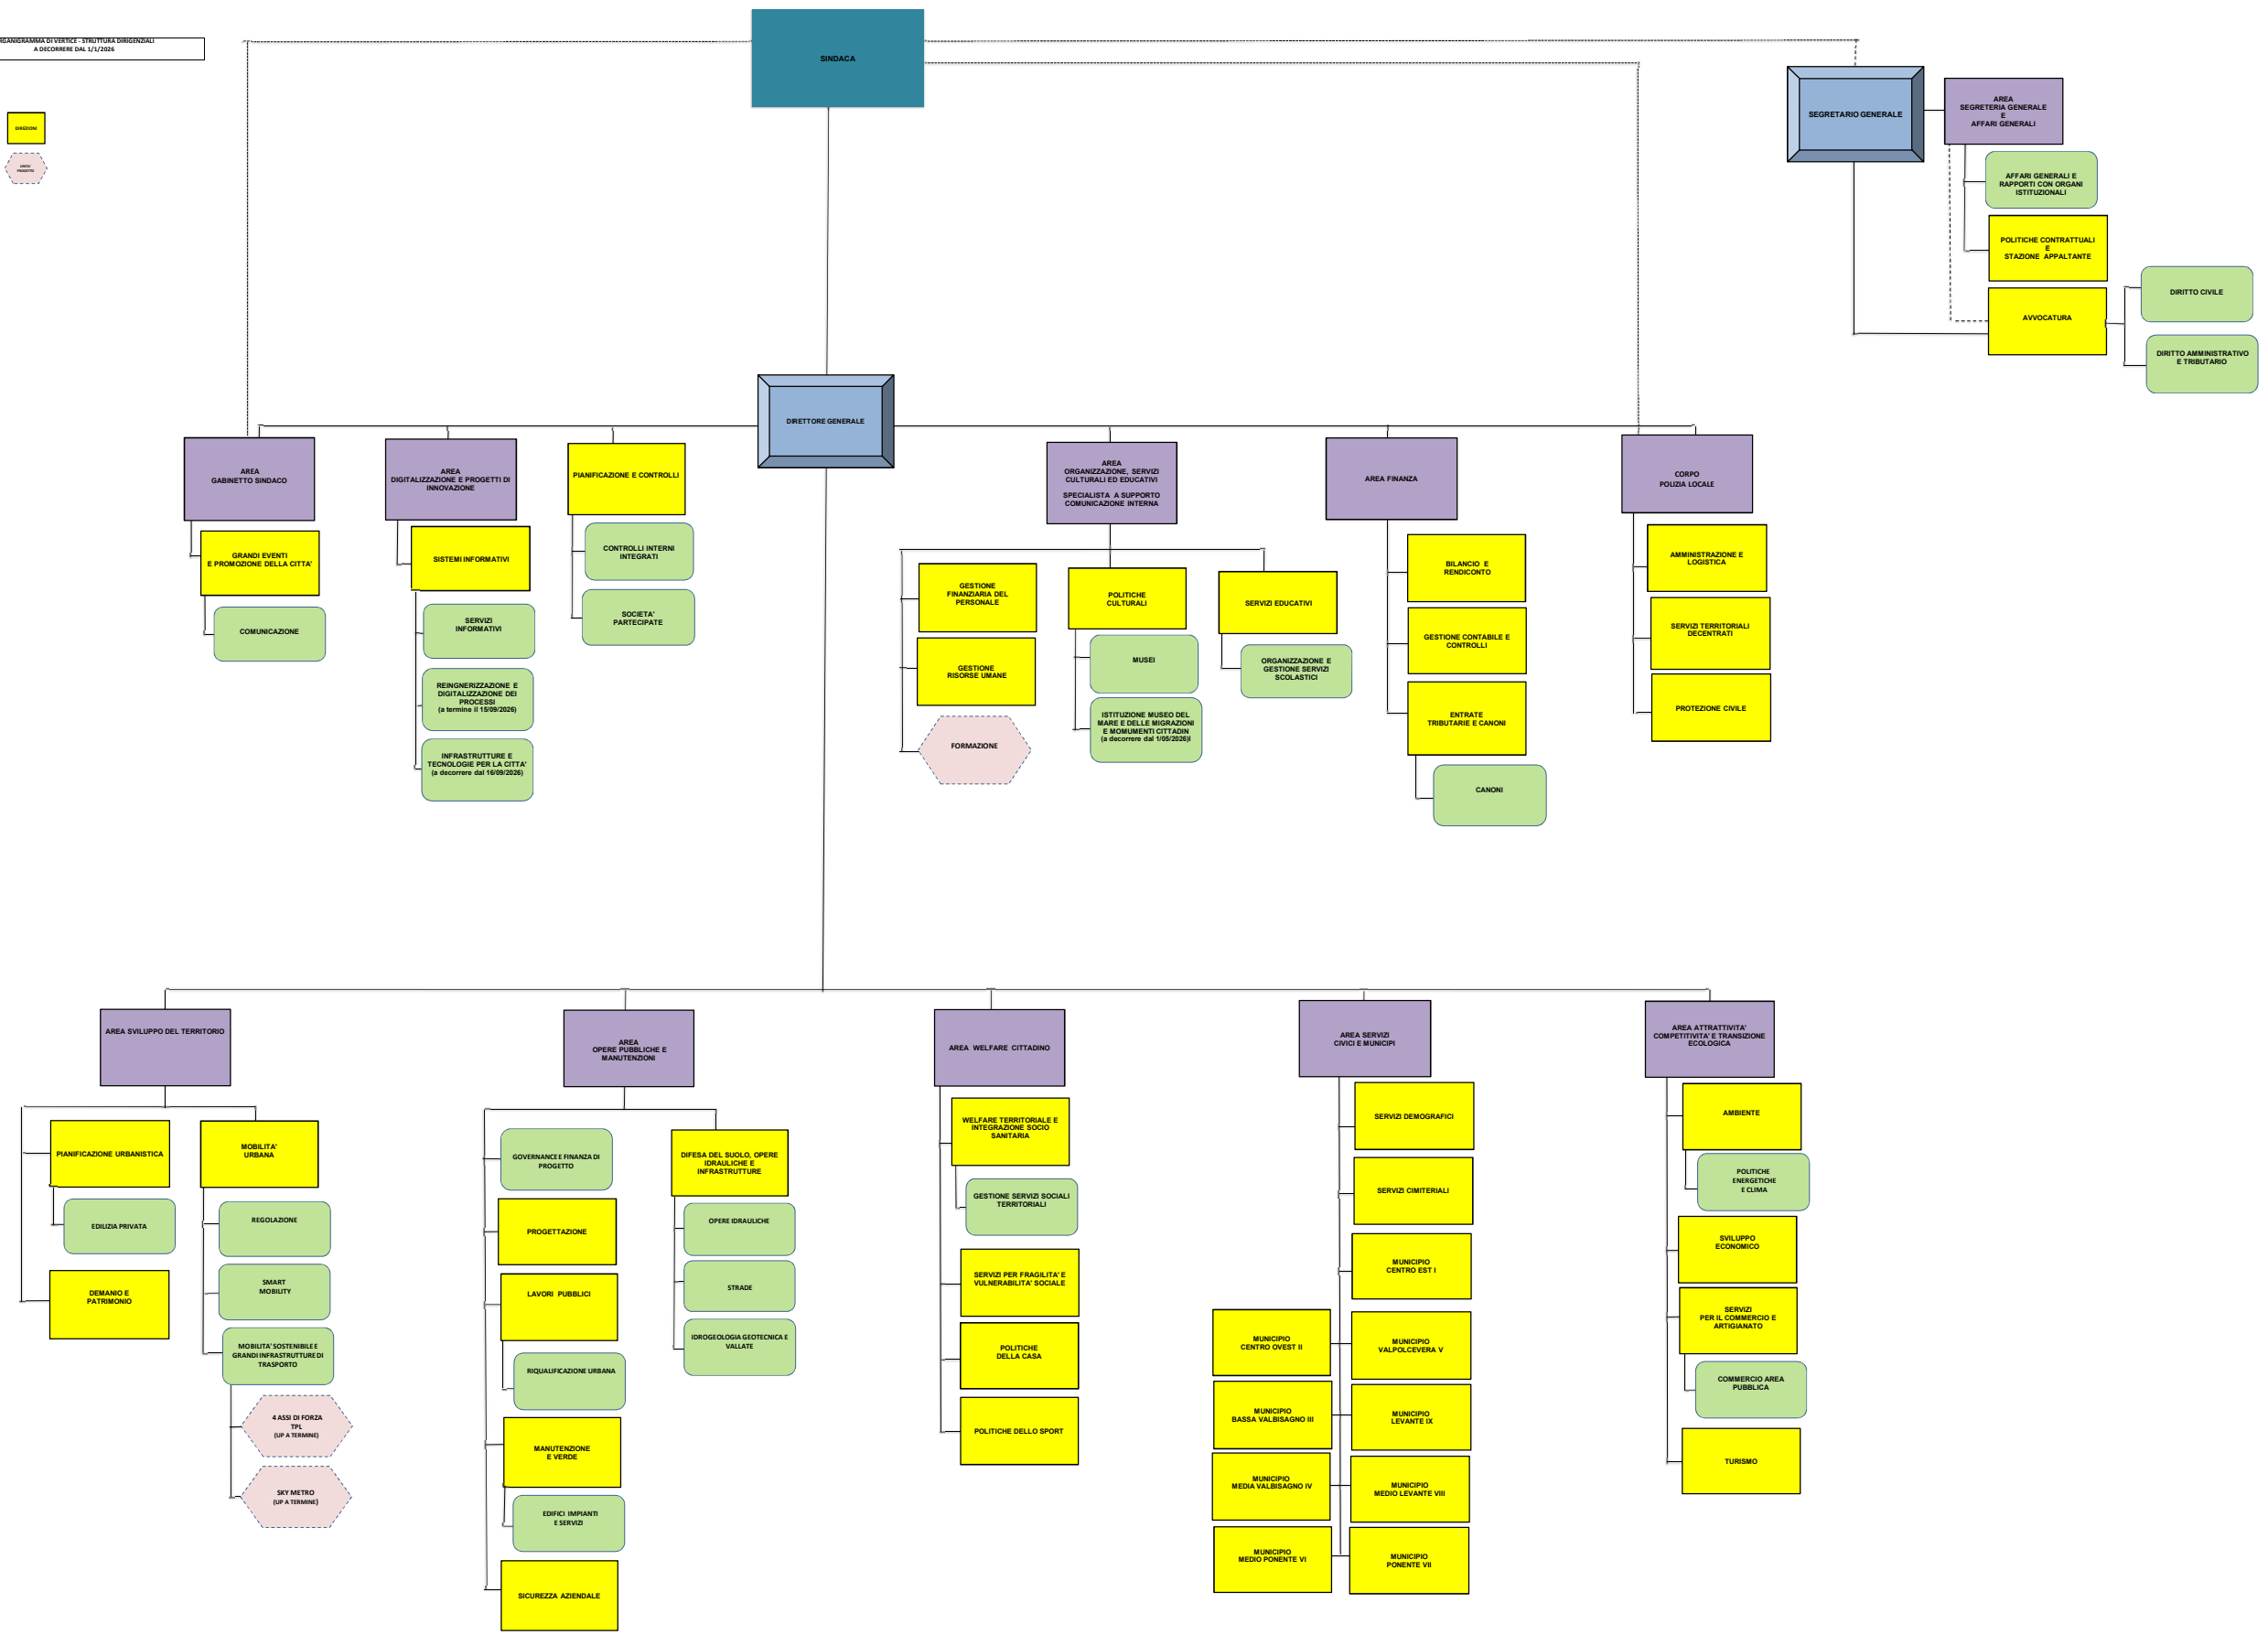 RGANIGRAMMA DI VERTICE - STRUTTURA DIRIGENZIALI
A DECORRERE DAL 1/1/2026
DIREZIONI
UNITA'
PROGETTO
SINDACA
SEGRETARIO GENERALE
AREA
SEGRETERIA GENERALE
E
AFFARI GENERALI
AFFARI GENERALI E
RAPPORTI CON ORGANI
ISTITUZIONALI
POLITICHE CONTRATTUALI
E
STAZIONE APPALTANTE
AVVOCATURA
DIRITTO CIVILE
DIRITTO AMMINISTRATIVO
E TRIBUTARIO
DIRETTORE GENERALE
AREA
GABINETTO SINDACO
GRANDI EVENTI
E PROMOZIONE DELLA CITTA'
COMUNICAZIONE
AREA
DIGITALIZZAZIONE E PROGETTI DI
INNOVAZIONE
SISTEMI INFORMATIVI
SERVIZI
INFORMATIVI
REINGNERIZZAZIONE E
DIGITALIZZAZIONE DEI
PROCESSI
(a termine il 15/09/2026)
INFRASTRUTTURE E
TECNOLOGIE PER LA CITTA'
(a decorrere dal 16/09/2026)
PIANIFICAZIONE E CONTROLLI
CONTROLLI INTERNI
INTEGRATI
SOCIETA'
PARTECIPATE
AREA
ORGANIZZAZIONE, SERVIZI
CULTURALI ED EDUCATIVI
SPECIALISTA A SUPPORTO
COMUNICAZIONE INTERNA
GESTIONE
FINANZIARIA DEL
PERSONALE
GESTIONE
RISORSE UMANE
FORMAZIONE
POLITICHE
CULTURALI
MUSEI
ISTITUZIONE MUSEO DEL
MARE E DELLE MIGRAZIONI
E MOMUMENTI CITTADIN
(a decorrere dal 1/05/2026)I
SERVIZI EDUCATIVI
ORGANIZZAZIONE E
GESTIONE SERVIZI
SCOLASTICI
AREA FINANZA
BILANCIO E
RENDICONTO
GESTIONE CONTABILE E
CONTROLLI
ENTRATE
TRIBUTARIE E CANONI
CANONI
CORPO
POLIZIA LOCALE
AMMINISTRAZIONE E
LOGISTICA
SERVIZI TERRITORIALI
DECENTRATI
PROTEZIONE CIVILE
AREA SVILUPPO DEL TERRITORIO
PIANIFICAZIONE URBANISTICA
EDILIZIA PRIVATA
DEMANIO E
PATRIMONIO
MOBILITA'
URBANA
REGOLAZIONE
SMART
MOBILITY
MOBILITA' SOSTENIBILE E
GRANDI INFRASTRUTTURE DI
TRASPORTO
4 ASSI DI FORZA
TPL
(UP A TERMINE)
SKY METRO
(UP A TERMINE)
AREA
OPERE PUBBLICHE E
MANUTENZIONI
GOVERNANCE E FINANZA DI
PROGETTO
PROGETTAZIONE
LAVORI PUBBLICI
RIQUALIFICAZIONE URBANA
MANUTENZIONE
E VERDE
EDIFICI IMPIANTI
E SERVIZI
SICUREZZA AZIENDALE
DIFESA DEL SUOLO, OPERE
IDRAULICHE E
INFRASTRUTTURE
OPERE IDRAULICHE
STRADE
IDROGEOLOGIA GEOTECNICA E
VALLATE
AREA WELFARE CITTADINO
WELFARE TERRITORIALE E
INTEGRAZIONE SOCIO
SANITARIA
GESTIONE SERVIZI SOCIALI
TERRITORIALI
SERVIZI PER FRAGILITA' E
VULNERABILITA' SOCIALE
POLITICHE
DELLA CASA
POLITICHE DELLO SPORT
AREA SERVIZI
CIVICI E MUNICIPI
SERVIZI DEMOGRAFICI
SERVIZI CIMITERIALI
MUNICIPIO
CENTRO EST I
MUNICIPIO
CENTRO OVEST II
MUNICIPIO
VALPOLCEVERA V
MUNICIPIO
BASSA VALBISAGNO III
MUNICIPIO
LEVANTE IX
MUNICIPIO
MEDIA VALBISAGNO IV
MUNICIPIO
MEDIO LEVANTE VIII
MUNICIPIO
MEDIO PONENTE VI
MUNICIPIO
PONENTE VII
AREA ATTRATTIVITA'
COMPETITIVITA' E TRANSIZIONE
ECOLOGICA
AMBIENTE
POLITICHE
ENERGETICHE
E CLIMA
SVILUPPO
ECONOMICO
SERVIZI
PER IL COMMERCIO E
ARTIGIANATO
COMMERCIO AREA
PUBBLICA
TURISMO